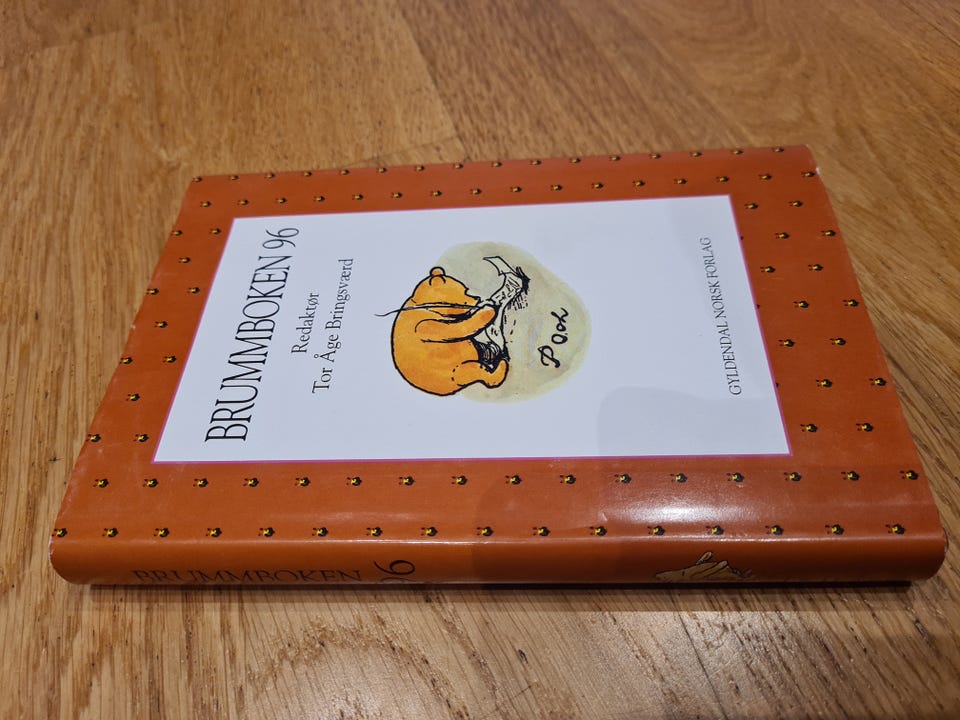 BRUMMBOKEN 96
Redaktør
Tor Åge Bringsværd
Pooh
GYLDENDAL NORSK FORLAG
BRUMMBOKEN 96